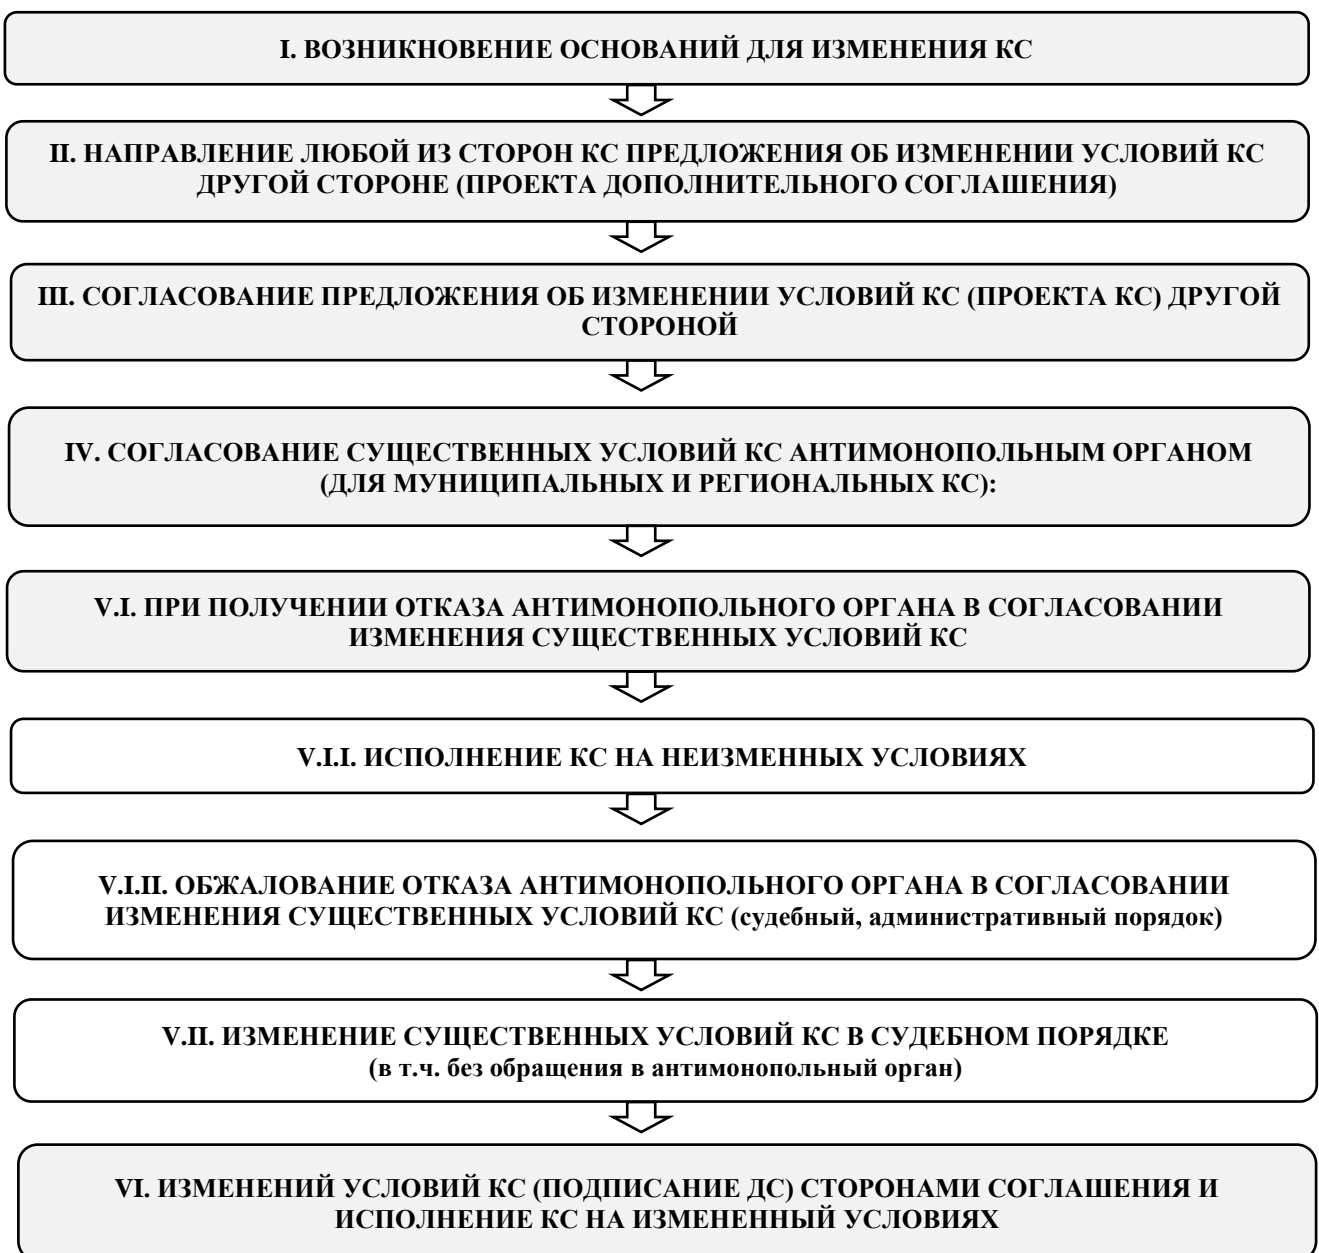 I. ВОЗНИКНОВЕНИЕ ОСНОВАНИЙ ДЛЯ ИЗМЕНЕНИЯ КС
II. НАПРАВЛЕНИЕ ЛЮБОЙ ИЗ СТОРОН КС ПРЕДЛОЖЕНИЯ ОБ ИЗМЕНЕНИИ УСЛОВИЙ КС
ДРУГОЙ СТОРОНЕ (ПРОЕКТА ДОПОЛНИТЕЛЬНОГО СОГЛАШЕНИЯ)
III. СОГЛАСОВАНИЕ ПРЕДЛОЖЕНИЯ ОБ ИЗМЕНЕНИИ УСЛОВИЙ КС (ПРОЕКТА КС) ДРУГОЙ
СТОРОНОЙ
IV. СОГЛАСОВАНИЕ СУЩЕСТВЕННЫХ УСЛОВИЙ КС АНТИМОНОПОЛЬНЫМ ОРГАНОМ
(ДЛЯ МУНИЦИПАЛЬНЫХ И РЕГИОНАЛЬНЫХ КС):
V.I. ПРИ ПОЛУЧЕНИИ ОТКАЗА АНТИМОНОПОЛЬНОГО ОРГАНА В СОГЛАСОВАНИИ
ИЗМЕНЕНИЯ СУЩЕСТВЕННЫХ УСЛОВИЙ КС
V.I.I. ИСПОЛНЕНИЕ КС НА НЕИЗМЕННЫХ УСЛОВИЯХ
V.I.II. ОБЖАЛОВАНИЕ ОТКАЗА АНТИМОНОПОЛЬНОГО ОРГАНА В СОГЛАСОВАНИИ
ИЗМЕНЕНИЯ СУЩЕСТВЕННЫХ УСЛОВИЙ КС (судебный, административный порядок)
V.II. ИЗМЕНЕНИЕ СУЩЕСТВЕННЫХ УСЛОВИЙ КС В СУДЕБНОМ ПОРЯДКЕ
(в т.ч. без обращения в антимонопольный орган)
VI. ИЗМЕНЕНИЙ УСЛОВИЙ КС (ПОДПИСАНИЕ ДС) СТОРОНАМИ СОГЛАШЕНИЯ И
ИСПОЛНЕНИЕ КС НА ИЗМЕНЕННЫЙ УСЛОВИЯХ